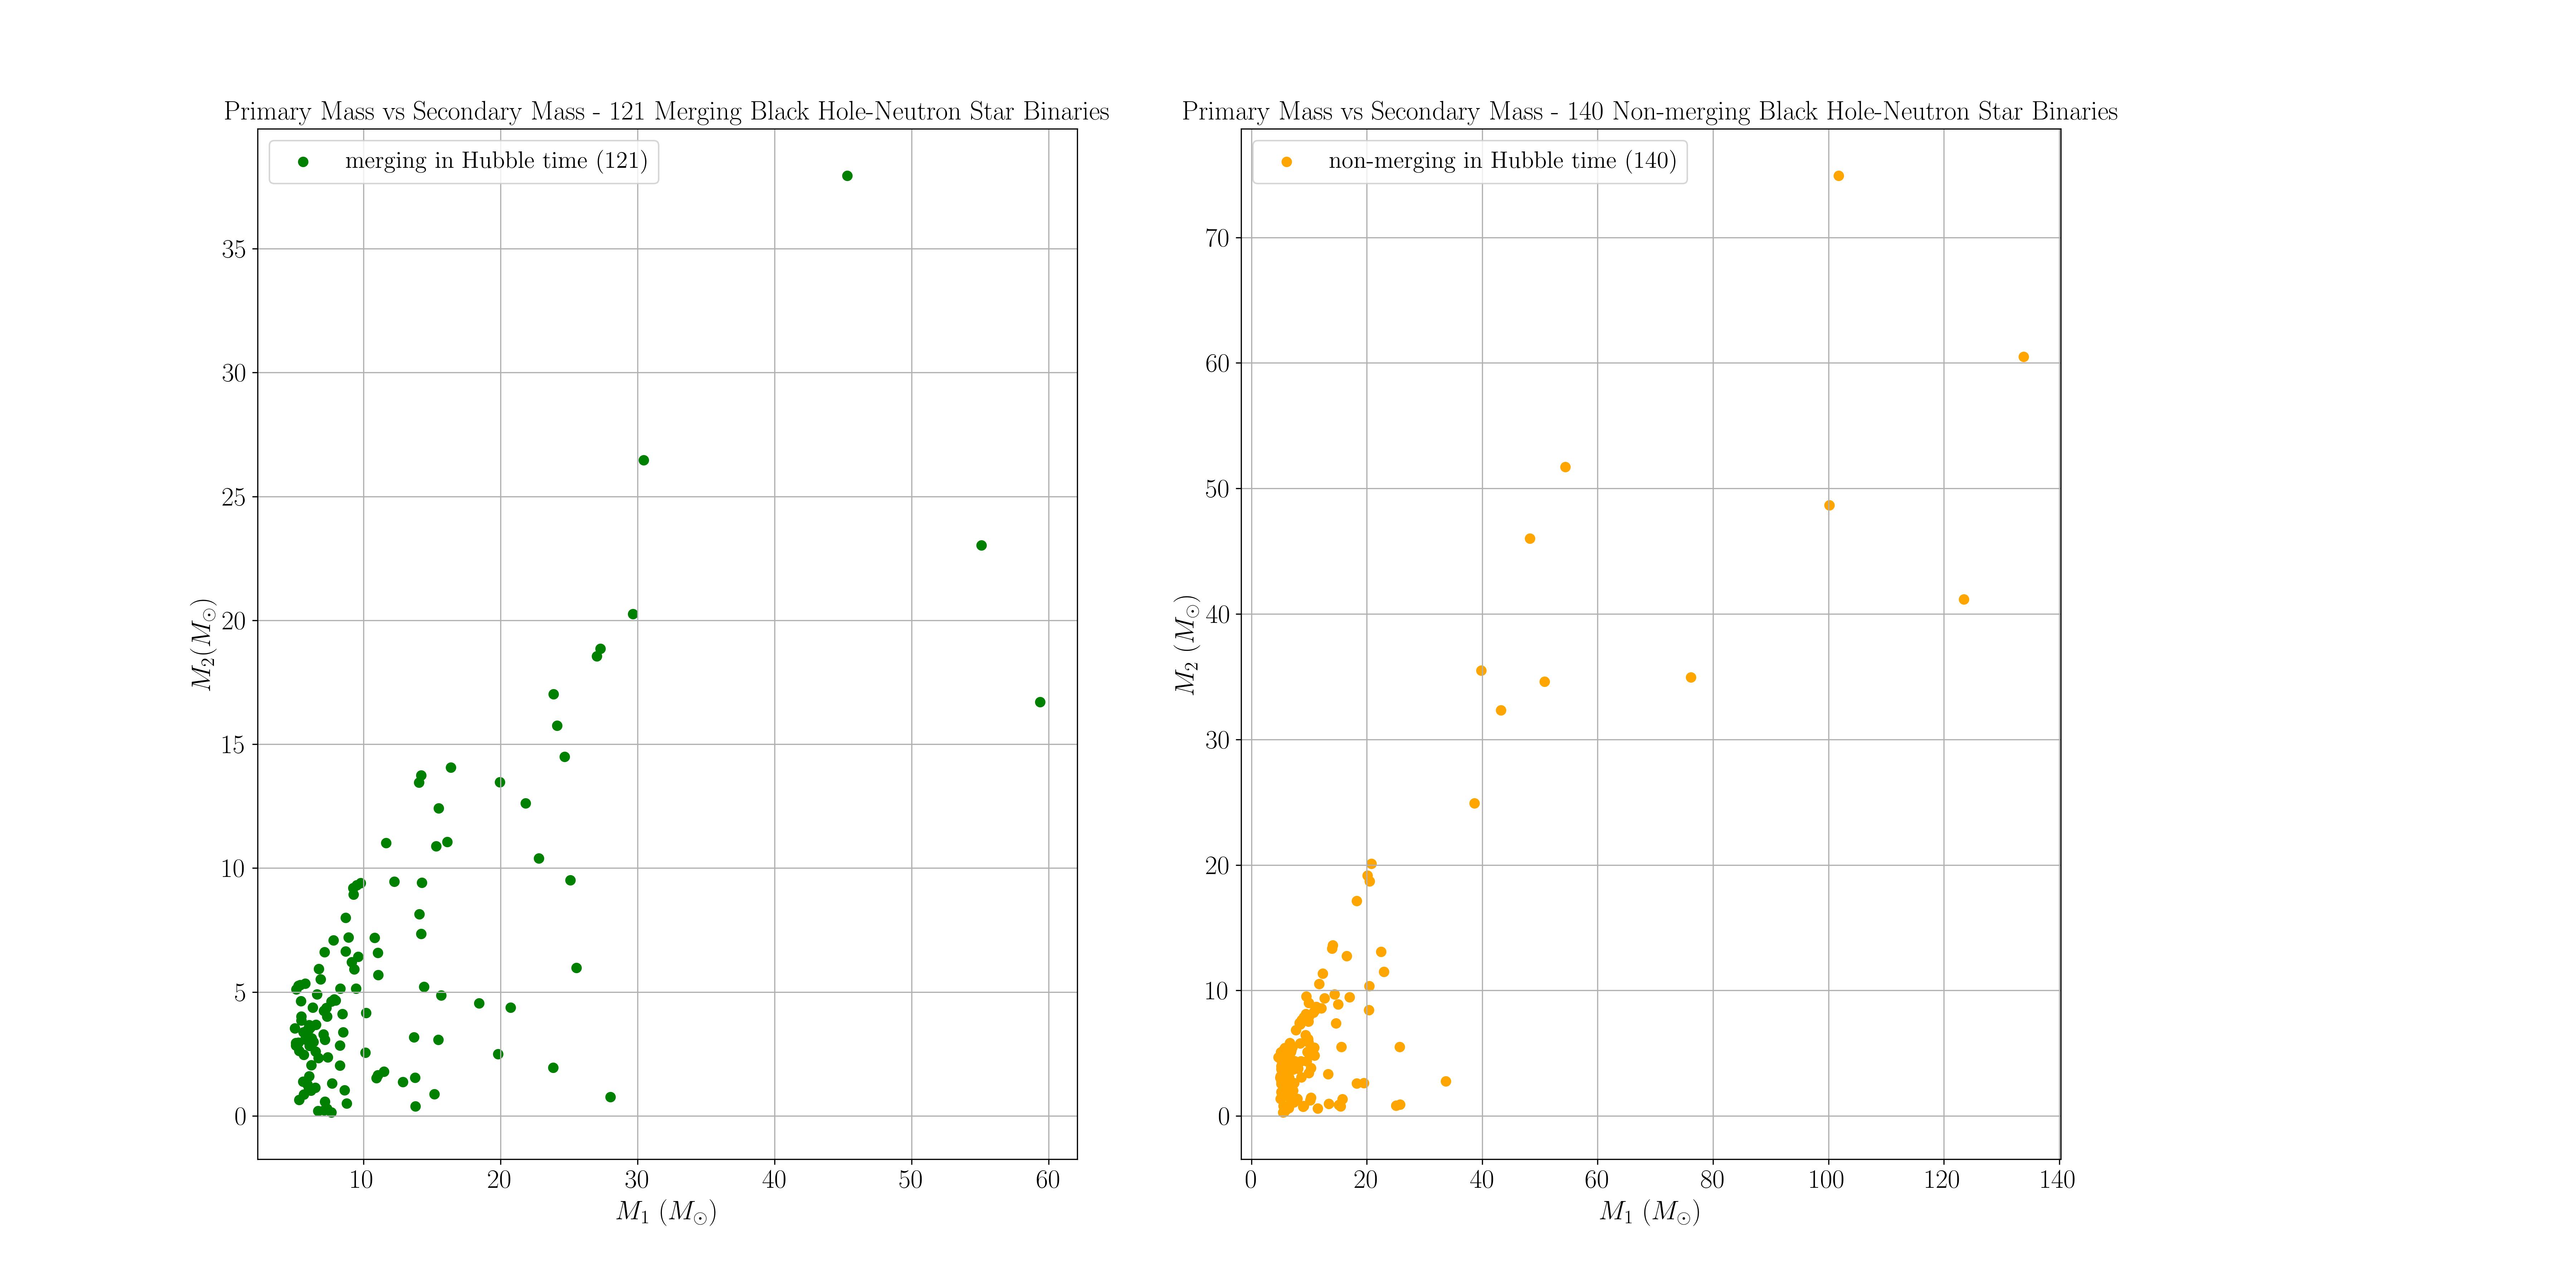 Primary Mass vs Secondary Mass - 121 Merging Black Hole-Neutron Star Binaries
merging in Hubble time (121)
35
30
25
20
15
10
5
0
M₂(M⊙)
10 20 30 40 50 60
M₁ (M⊙)
Primary Mass vs Secondary Mass - 140 Non-merging Black Hole-Neutron Star Binaries
non-merging in Hubble time (140)
70
60
50
40
30
20
10
0
M₂ (M⊙)
0 20 40 60 80 100 120 140
M₁ (M⊙)